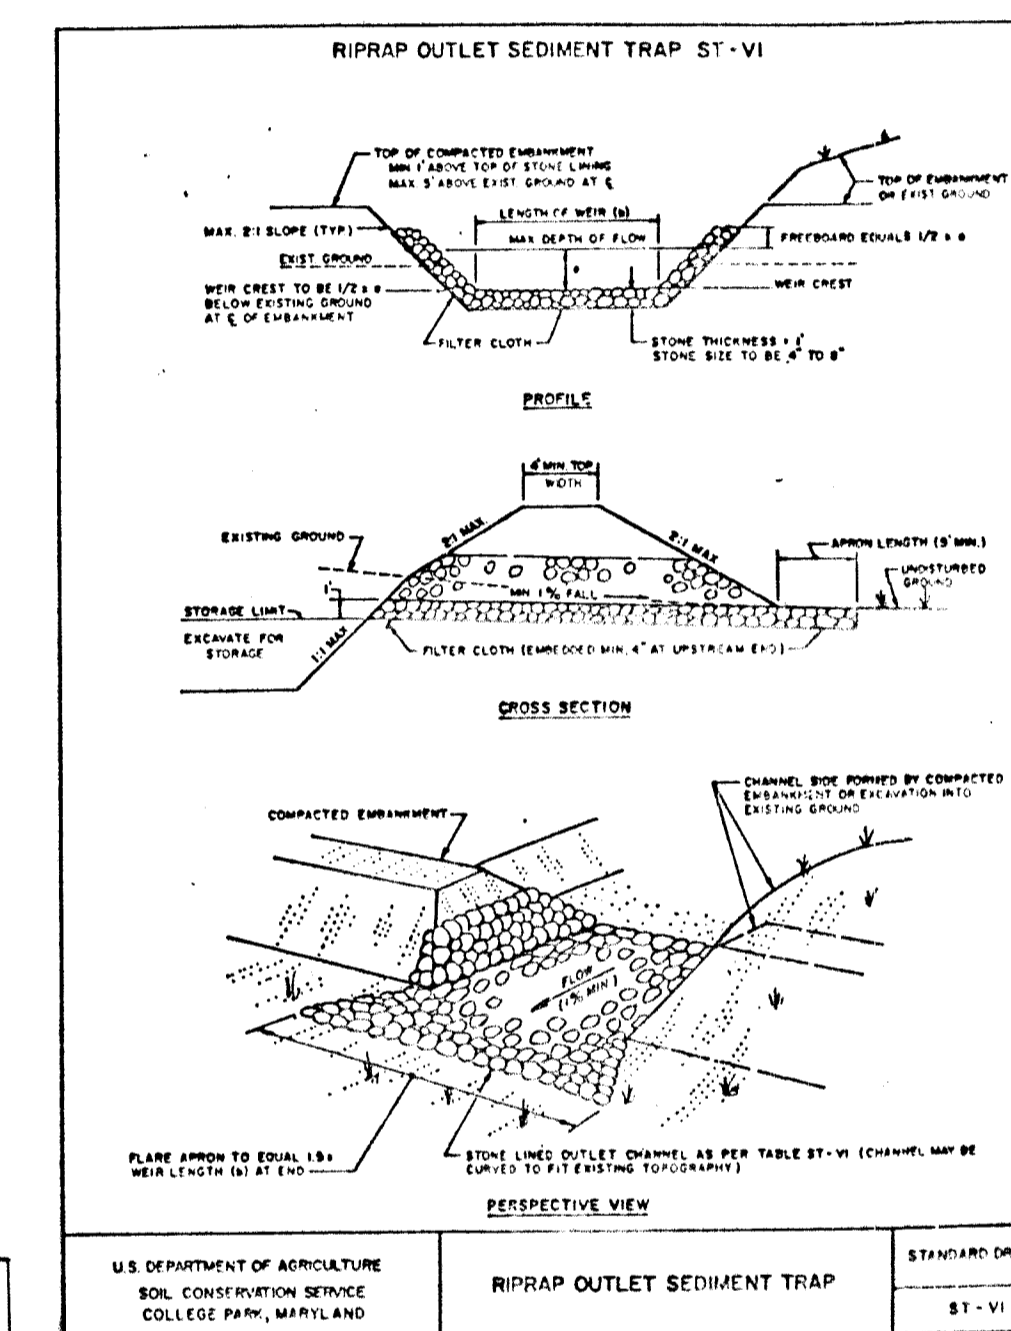 RIPRAP OUTLET SEDIMENT TRAP ST-VI
TOP OF COMPACTED EMBANKMENT
MIN 1' ABOVE TOP OF STONE LINING
MAX. 5' ABOVE EXIST GROUND AT ℄
TOP OF EMBANKMENT
OR EXIST GROUND
LENGTH OF WEIR (b)
MAX. 2:1 SLOPE (TYP.)
MAX DEPTH OF FLOW
FREEBOARD EQUALS 1/2 x
EXIST. GROUND
WEIR CREST TO BE 1/2 x
BELOW EXISTING GROUND
AT ℄ OF EMBANKMENT
WEIR CREST
FILTER CLOTH
STONE THICKNESS = 1'
STONE SIZE TO BE 4" TO 8"
PROFILE
4' MIN. TOP
WIDTH
EXISTING GROUND
2:1 MAX.
2:1 MAX
APRON LENGTH (5' MIN.)
UNDISTURBED
GROUND
1'
MIN 1% FALL
STORAGE LIMIT
EXCAVATE FOR
STORAGE
1:1 MAX
FILTER CLOTH (EMBEDDED MIN. 4" AT UPSTREAM END)
CROSS SECTION
CHANNEL SIDE FORMED BY COMPACTED
EMBANKMENT OR EXCAVATION INTO
EXISTING GROUND
COMPACTED EMBANKMENT
FLOW
(1% MIN)
FLARE APRON TO EQUAL 1.5 x
WEIR LENGTH (b) AT END
STONE LINED OUTLET CHANNEL AS PER TABLE ST-VI (CHANNEL MAY BE
CURVED TO FIT EXISTING TOPOGRAPHY)
PERSPECTIVE VIEW
U.S. DEPARTMENT OF AGRICULTURE
SOIL CONSERVATION SERVICE
COLLEGE PARK, MARYLAND
RIPRAP OUTLET SEDIMENT TRAP
STANDARD DR
ST-VI